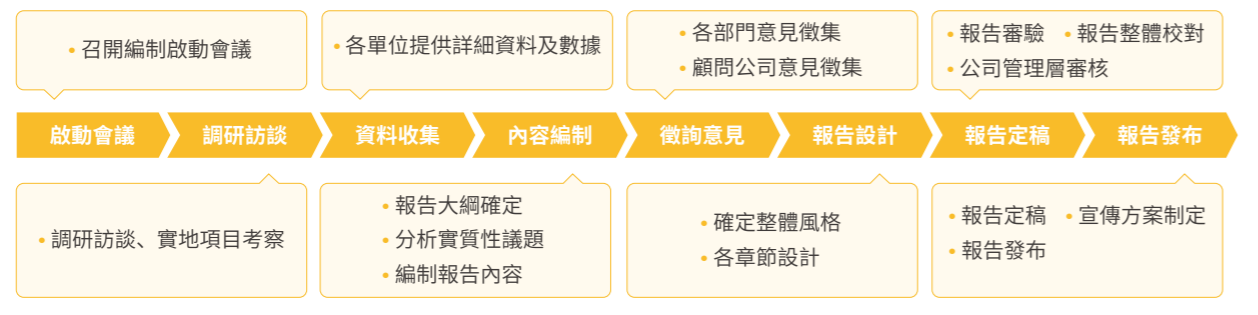 • 召開編制啟動會議
• 各單位提供詳細資料及數據
• 各部門意見徵集
• 顧問公司意見徵集
• 報告審驗 • 報告整體校對
• 公司管理層審核
啟動會議 調研訪談 資料收集 內容編制 徵詢意見 報告設計 報告定稿 報告發布
• 調研訪談、實地項目考察
• 報告大綱確定
• 分析實質性議題
• 編制報告內容
• 確定整體風格
• 各章節設計
• 報告定稿 • 宣傳方案制定
• 報告發布